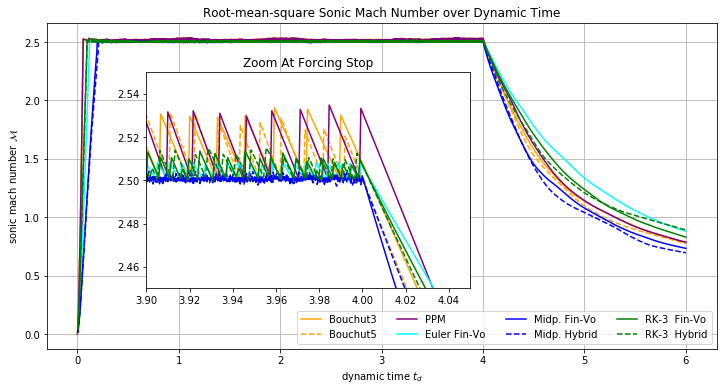 Root-mean-square Sonic Mach Number over Dynamic Time
sonic mach number ℳ
2.5
2.0
1.5
1.0
0.5
0.0
Zoom At Forcing Stop
2.54
2.52
2.50
2.48
2.46
3.90 3.92 3.94 3.96 3.98 4.00 4.02 4.04
Bouchut3 PPM Midp. Fin-Vo RK-3 Fin-Vo
Bouchut5 Euler Fin-Vo Midp. Hybrid RK-3 Hybrid
0 1 2 3 4 5 6
dynamic time t_d